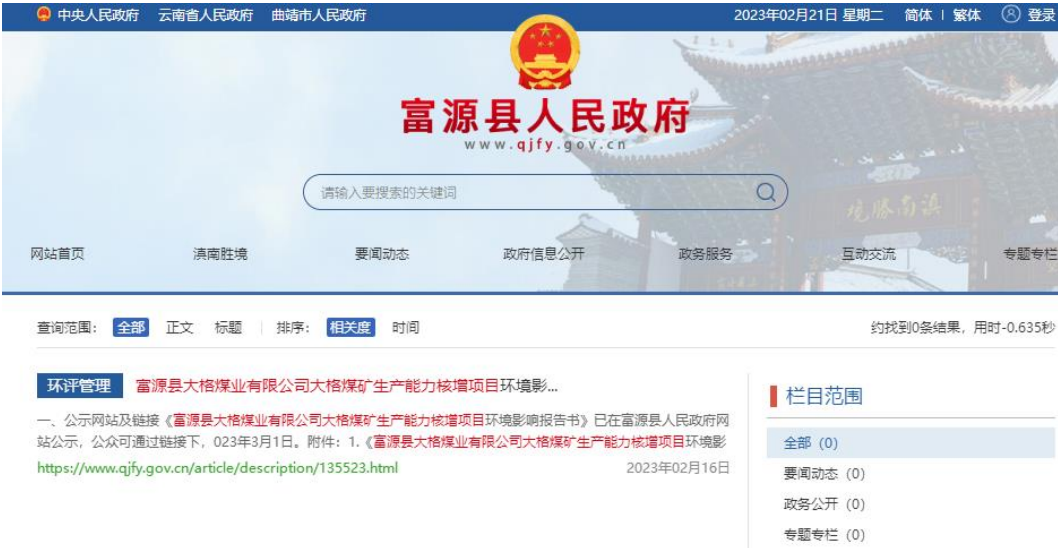 中央人民政府 云南省人民政府 曲靖市人民政府 2023年02月21日 星期二 简体 | 繁体 登录
富源县人民政府
www.qjfy.gov.cn
请输入要搜索的关键词
滇南胜境
网站首页 滇南胜境 要闻动态 政府信息公开 政务服务 互动交流 专题专栏
查询范围: 全部 正文 标题 | 排序: 相关度 时间 约找到0条结果，用时-0.635秒
环评管理 富源县大格煤业有限公司大格煤矿生产能力核增项目环境影...
一、公示网站及链接《富源县大格煤业有限公司大格煤矿生产能力核增项目环境影响报告书》已在富源县人民政府网
站公示，公众可通过链接下，023年3月1日。附件：1.《富源县大格煤业有限公司大格煤矿生产能力核增项目环境影
https://www.qjfy.gov.cn/article/description/135523.html 2023年02月16日
栏目范围
全部 (0)
要闻动态 (0)
政务公开 (0)
专题专栏 (0)